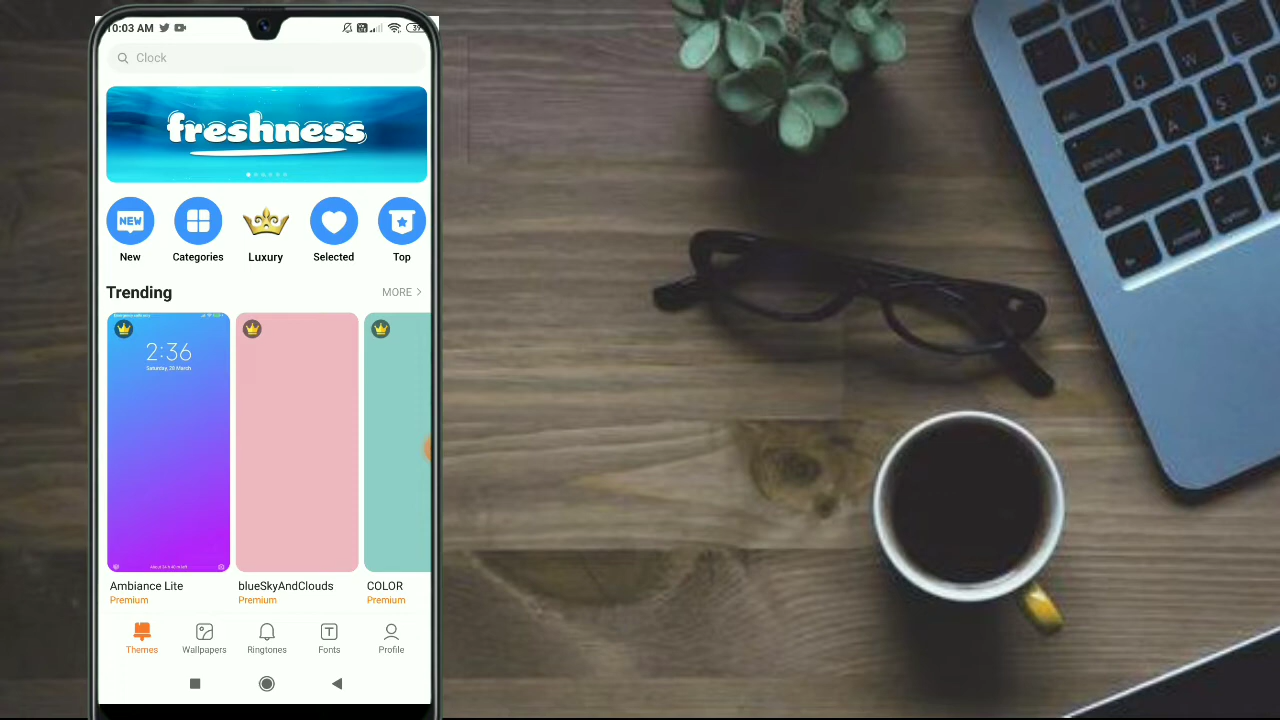 10:03 AM
Clock
freshness
NEW
New
Categories
Luxury
Selected
Top
Trending
MORE >
2:36
Saturday, 20 March
Ambiance Lite
Premium
blueSkyAndClouds
Premium
COLOR
Premium
T
Themes
Wallpapers
Ringtones
Fonts
Profile
Q
W
E
A
S
D
Z
X